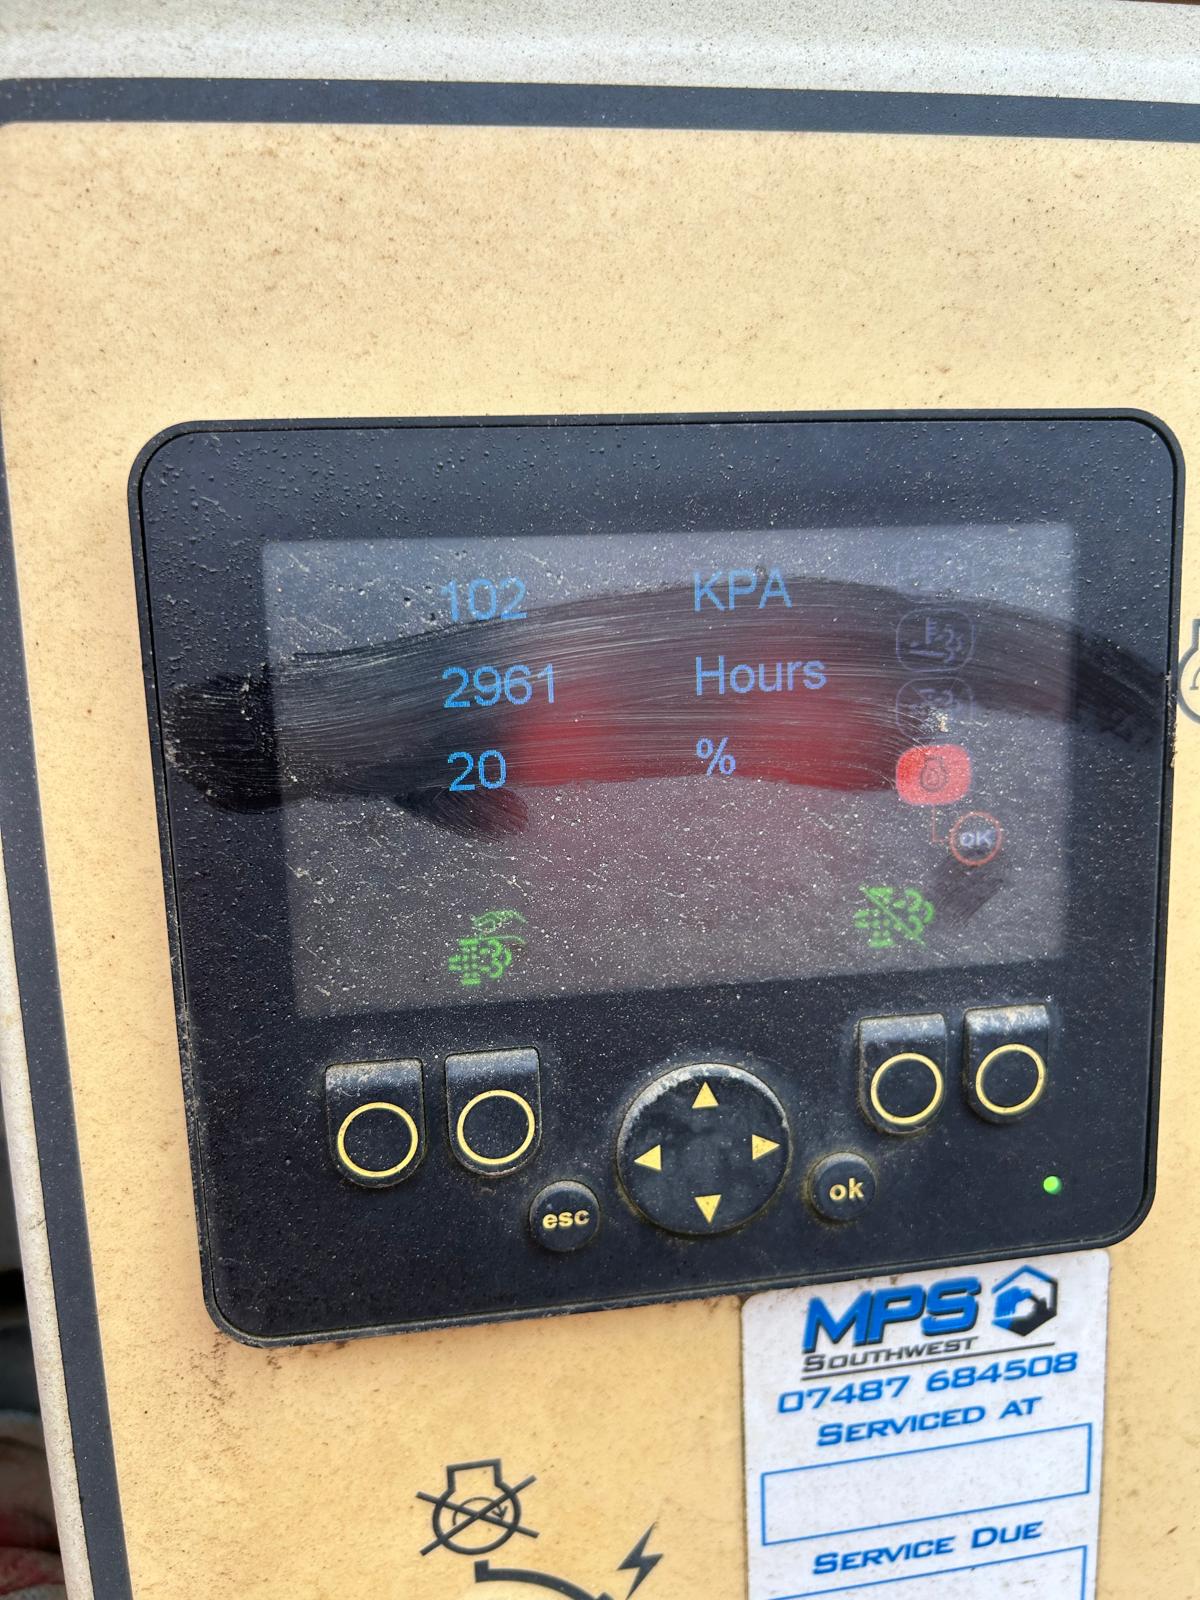 102 KPA
2961 Hours
20 %
OK
esc
ok
MPS
SOUTHWEST
07487 684508
SERVICED AT
SERVICE DUE